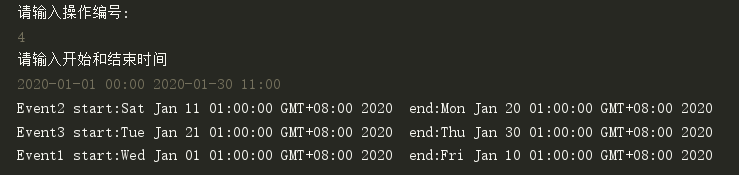 请输入操作编号:
4
请输入开始和结束时间
2020-01-01 00:00 2020-01-30 11:00
Event2 start:Sat Jan 11 01:00:00 GMT+08:00 2020  end:Mon Jan 20 01:00:00 GMT+08:00 2020
Event3 start:Tue Jan 21 01:00:00 GMT+08:00 2020  end:Thu Jan 30 01:00:00 GMT+08:00 2020
Event1 start:Wed Jan 01 01:00:00 GMT+08:00 2020  end:Fri Jan 10 01:00:00 GMT+08:00 2020